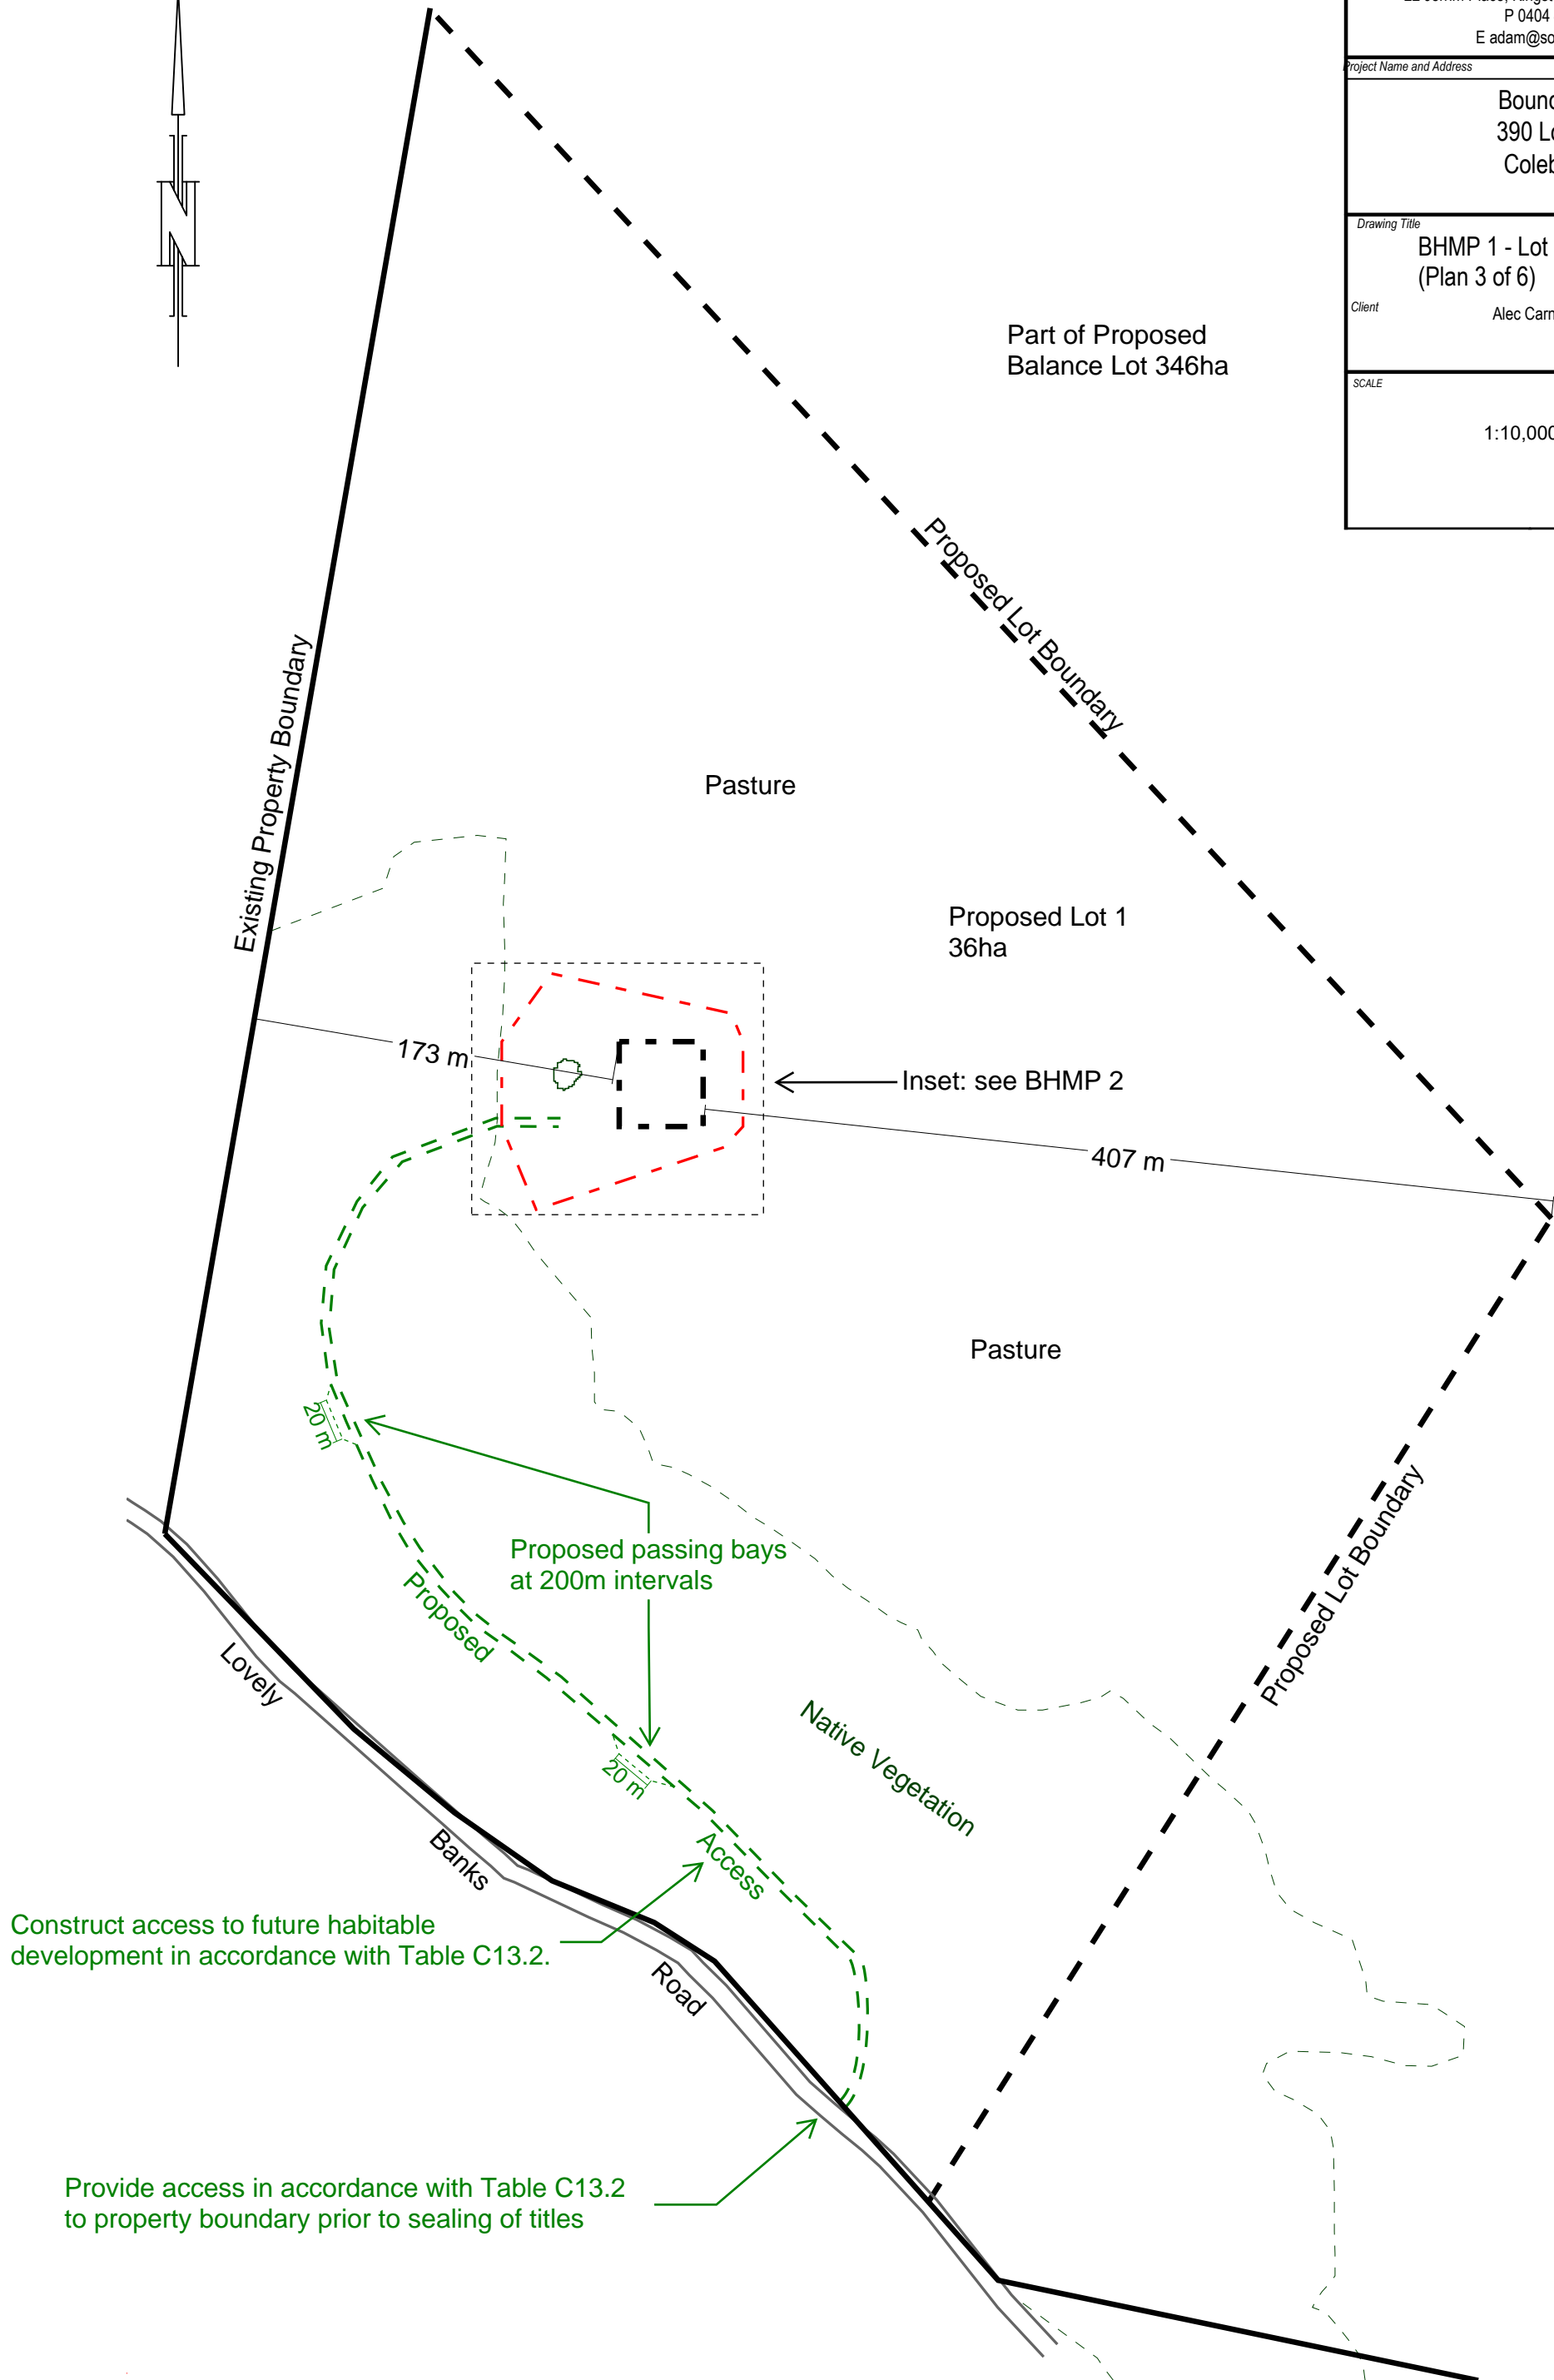 P 0404
E adam@so
Project Name and Address
390 Lo
Drawing Title
BHMP 1 - Lot
(Plan 3 of 6)
Client
Alec Carn
SCALE
1:10,000
N
Part of Proposed
Balance Lot 346ha
Proposed Lot Boundary
Existing Property Boundary
Pasture
Proposed Lot 1
36ha
173 m
Inset: see BHMP 2
407 m
Pasture
20 m
Proposed passing bays
at 200m intervals
Proposed Lot Boundary
Proposed
Lovely
20 m
Native Vegetation
Access
Banks
Construct access to future habitable
development in accordance with Table C13.2.
Road
Provide access in accordance with Table C13.2
to property boundary prior to sealing of titles